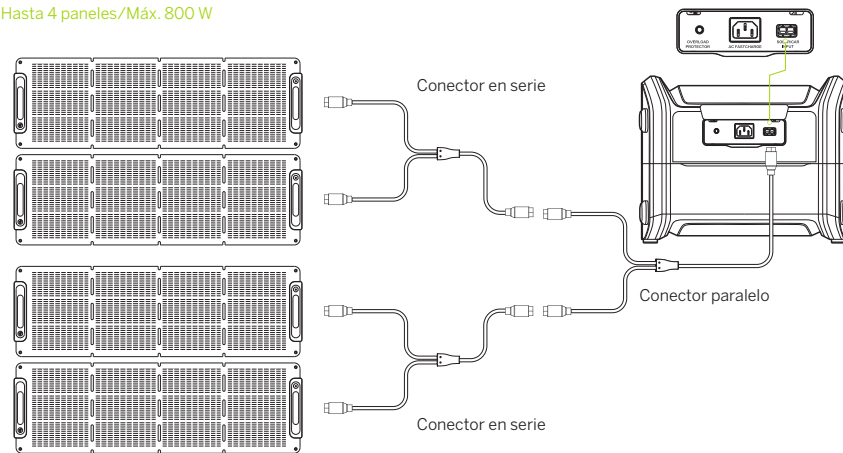 Hasta 4 paneles/Máx. 800 W
OVERLOAD
PROTECTOR
AC FASTCHARGE
INPUT
Conector en serie
Conector paralelo
Conector en serie